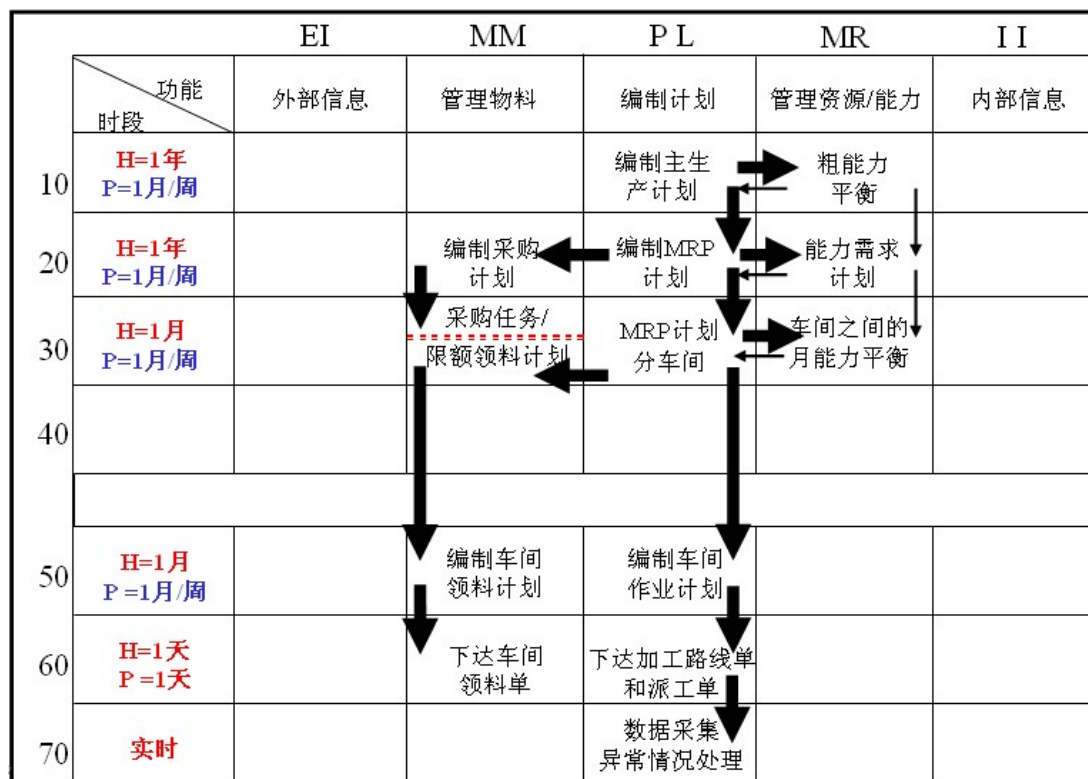 EI MM P L MR I I
功能
时段
外部信息 管理物料 编制计划 管理资源/能力 内部信息
10
H=1年
P=1月/周
编制主生
产计划
粗能力
平衡
20
H=1年
P=1月/周
编制采购
计划
编制MRP
计划
能力需求
计划
30
H=1月
P=1月/周
采购任务/
限额领料计划
MRP计划
分车间
车间之间的
月能力平衡
40
50
H=1月
P =1月/周
编制车间
领料计划
编制车间
作业计划
60
H=1天
P =1天
下达车间
领料单
下达加工路线单
和派工单
70
实时
数据采集
异常情况处理